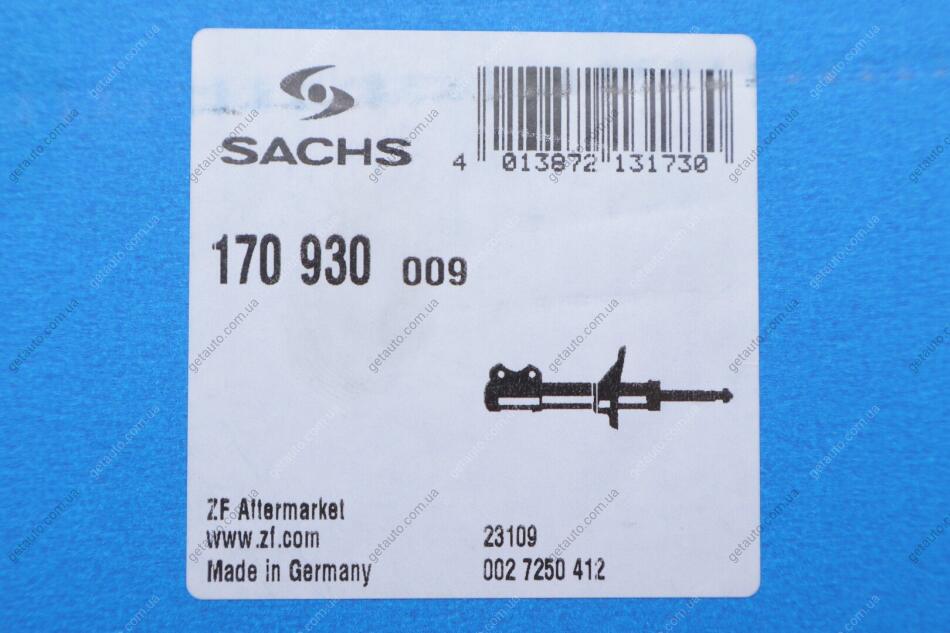 SACHS
4 013872 131730
170 930 009
ZF Aftermarket
www.zf.com
Made in Germany
23109
002 7250 412
getauto.com.ua